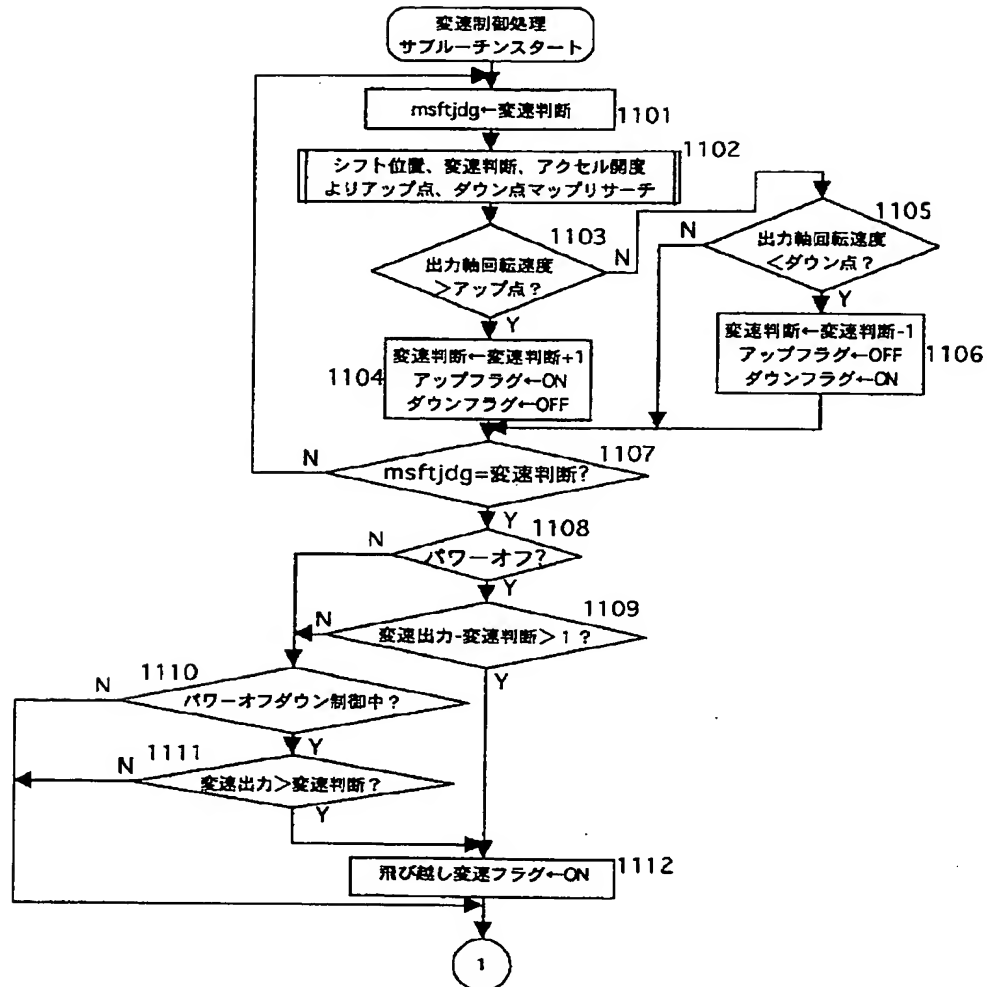 変速制御処理
サブルーチンスタート
msftjdg←変速判断
1101
シフト位置、変速判断、アクセル開度
よりアップ点、ダウン点マップリサーチ
1102
出力軸回転速度
＞アップ点？
1103
N
Y
出力軸回転速度
＜ダウン点？
1105
N
Y
変速判断←変速判断+1
アップフラグ←ON
ダウンフラグ←OFF
1104
変速判断←変速判断-1
アップフラグ←OFF
ダウンフラグ←ON
1106
msftjdg=変速判断?
1107
N
Y
パワーオフ?
1108
N
Y
変速出力-変速判断＞1？
1109
N
Y
パワーオフダウン制御中？
1110
N
Y
変速出力＞変速判断？
1111
N
Y
飛び越し変速フラグ←ON
1112
1